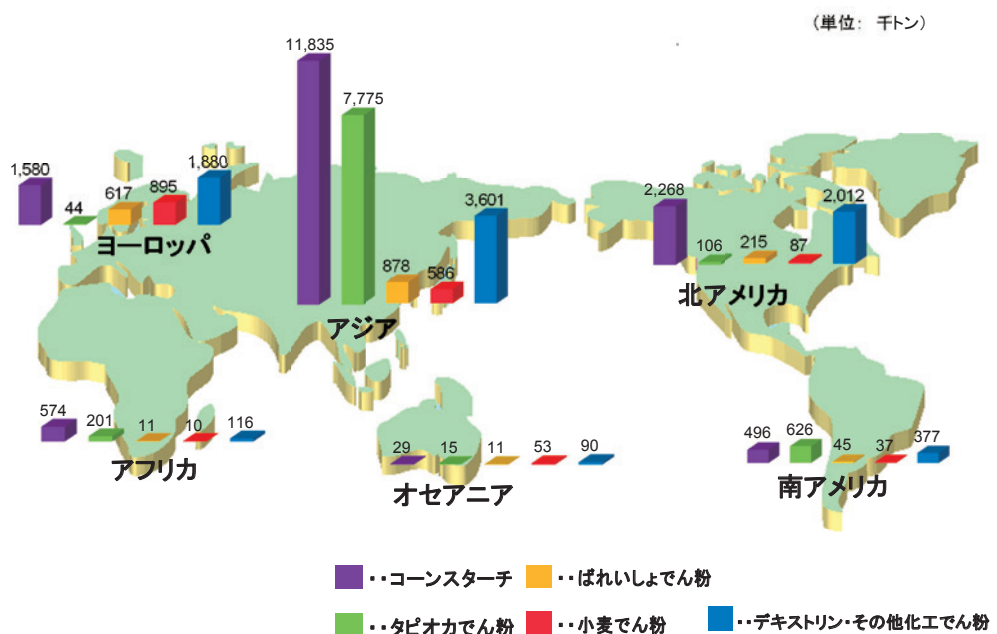 (単位: 千トン)
11,835
7,775
1,580
44
617
895
1,880
ヨーロッパ
878
586
3,601
アジア
2,268
106
215
87
2,012
北アメリカ
574
201
11
10
116
アフリカ
29
15
11
53
90
オセアニア
496
626
45
37
377
南アメリカ
‥コーンスターチ
‥ばれいしょでん粉
‥タピオカでん粉
‥小麦でん粉
‥デキストリン・その他化工でん粉